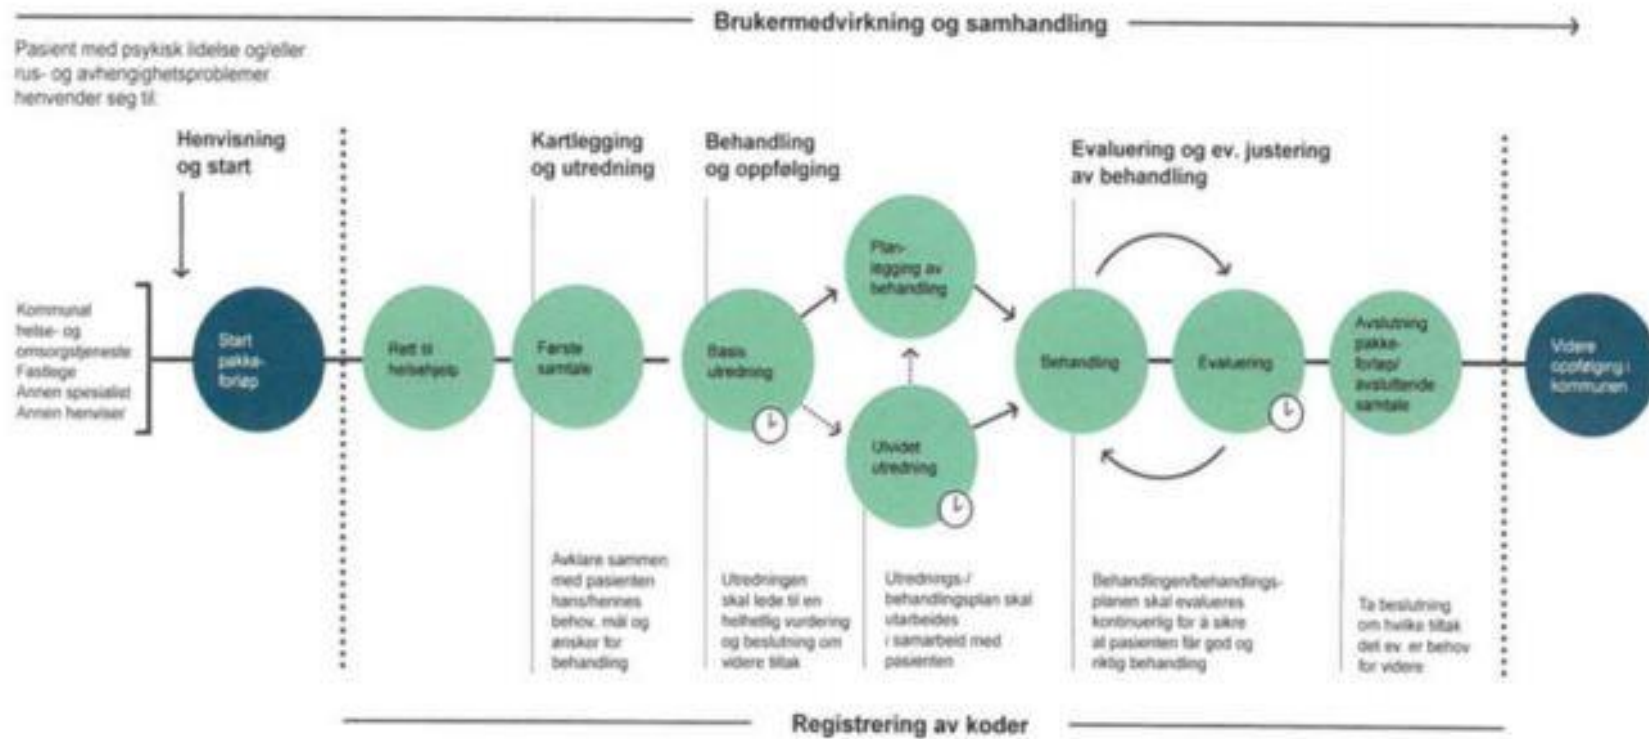 Brukermedvirkning og samhandling
Pasient med psykisk lidelse og/eller
rus- og avhengighetsproblemer
henvender seg til:
Henvisning
og start
Kartlegging
og utredning
Behandling
og oppfølging
Evaluering og ev. justering
av behandling
Kommunal
helse- og
omsorgstjeneste
Fastlege
Annen spesialist
Annen henviser
Start
pakke-
forløp
Rett til
helsehjelp
Første
samtale
Basis
utredning
Plan-
legging av
behandling
Utvidet
utredning
Behandling
Evaluering
Avslutning
pakke-
forløp/
avsluttende
samtale
Videre
oppfølging i
kommunen
Avklare sammen
med pasienten
hans/hennes
behov, mål og
ønsker for
behandling
Utredningen
skal lede til en
helhetlig vurdering
og beslutning om
videre tiltak
Utrednings-/
behandlingsplan skal
utarbeides
i samarbeid med
pasienten
Behandlingen/behandlings-
planen skal evalueres
kontinuerlig for å sikre
at pasienten får god og
riktig behandling
Ta beslutning
om hvilke tiltak
det ev. er behov
for videre
Registrering av koder